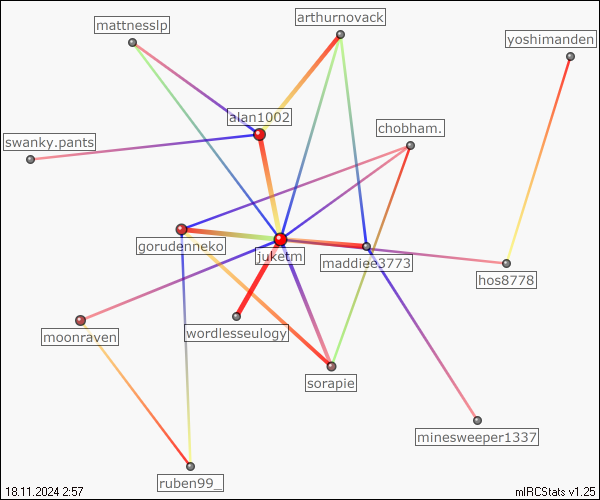 arthurnovack
mattnesslp
yoshimanden
alan1002
chobham.
swanky.pants
gorudenneko
juketm
maddiee3773
hos8778
moonraven
wordlesseulogy
sorapie
minesweeper1337
ruben99_
18.11.2024 2:57
mIRCStats v1.25